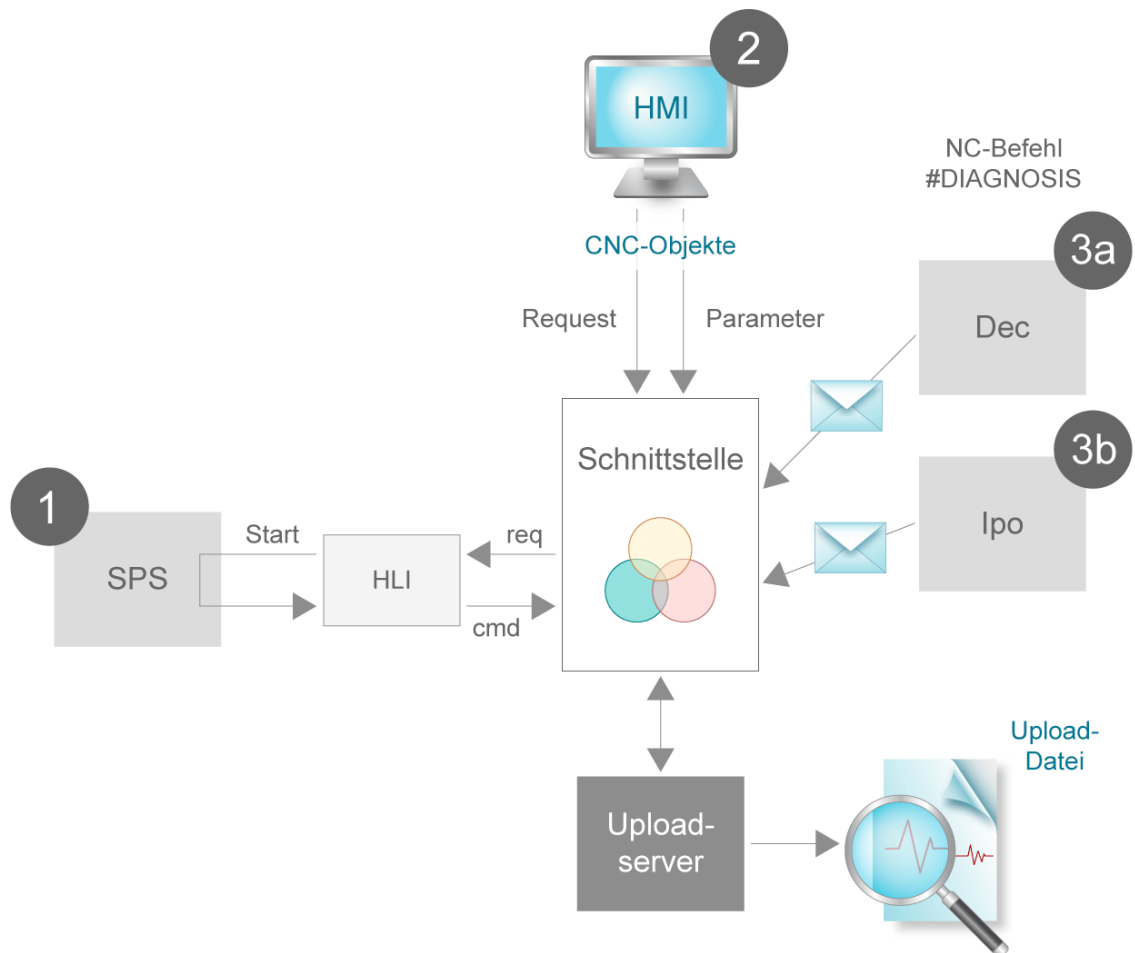 2
HMI
NC-Befehl
#DIAGNOSIS
CNC-Objekte
3a
Request
Parameter
Dec
Schnittstelle
3b
1
Start
req
Ipo
SPS
HLI
cmd
Upload-
Datei
Upload-
server